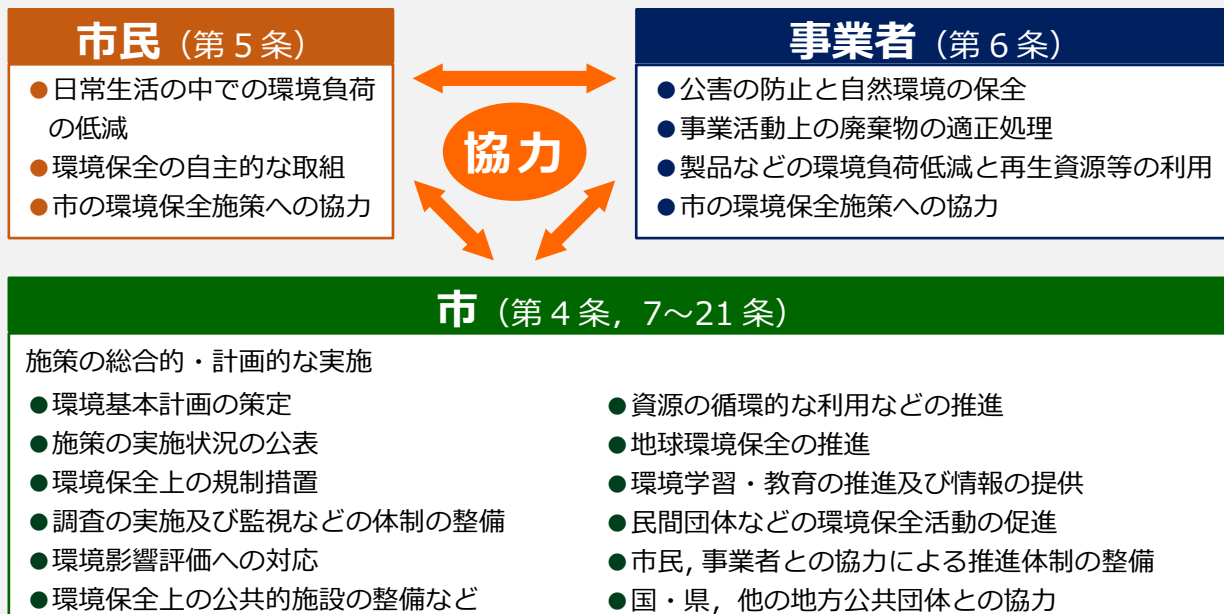 市民（第５条）
●日常生活の中での環境負荷
の低減
●環境保全の自主的な取組
●市の環境保全施策への協力
協力
事業者（第６条）
●公害の防止と自然環境の保全
●事業活動上の廃棄物の適正処理
●製品などの環境負荷低減と再生資源等の利用
●市の環境保全施策への協力
市（第４条，7～21 条）
施策の総合的・計画的な実施
●環境基本計画の策定
●施策の実施状況の公表
●環境保全上の規制措置
●調査の実施及び監視などの体制の整備
●環境影響評価への対応
●環境保全上の公共的施設の整備など
●資源の循環的な利用などの推進
●地球環境保全の推進
●環境学習・教育の推進及び情報の提供
●民間団体などの環境保全活動の促進
●市民, 事業者との協力による推進体制の整備
●国・県，他の地方公共団体との協力